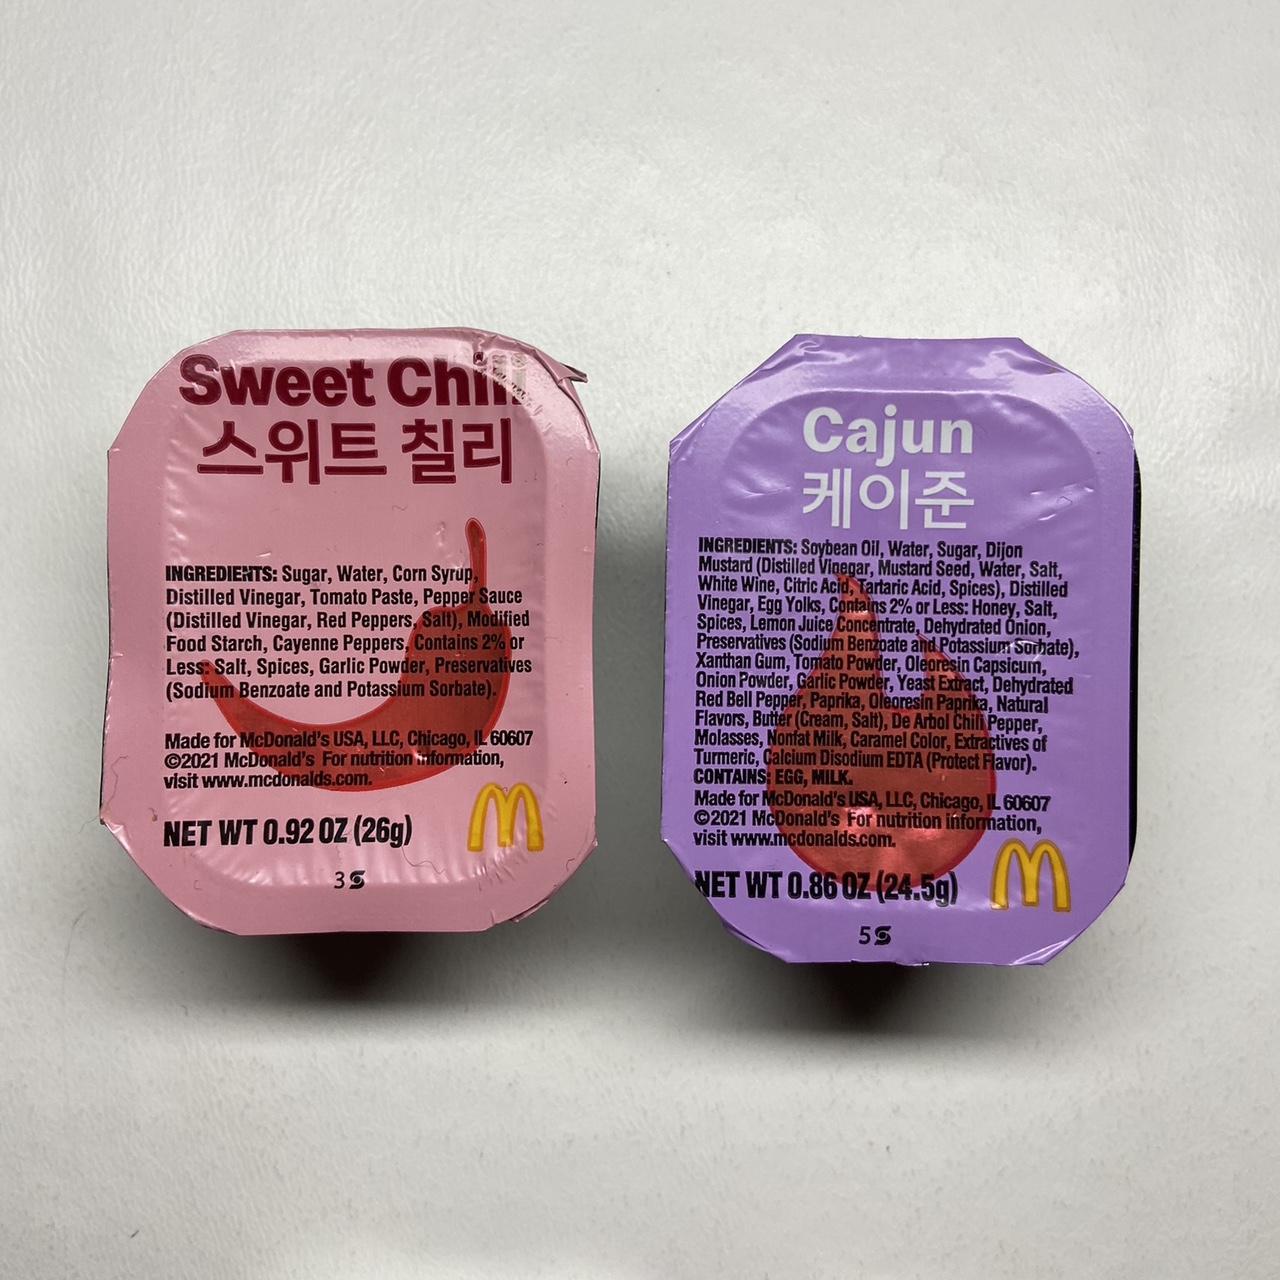 Sweet Chili
스위트 칠리
INGREDIENTS: Sugar, Water, Corn Syrup,
Distilled Vinegar, Tomato Paste, Pepper Sauce
(Distilled Vinegar, Red Peppers, Salt), Modified
Food Starch, Cayenne Peppers, Contains 2% or
Less: Salt, Spices, Garlic Powder, Preservatives
(Sodium Benzoate and Potassium Sorbate).
Made for McDonald's USA, LLC, Chicago, IL 60607
©2021 McDonald's For nutrition information,
visit www.mcdonalds.com.
NET WT 0.92 OZ (26g)
3
Cajun
케이준
INGREDIENTS: Soybean Oil, Water, Sugar, Dijon
Mustard (Distilled Vinegar, Mustard Seed, Water, Salt,
White Wine, Citric Acid, Tartaric Acid, Spices), Distilled
Vinegar, Egg Yolks, Contains 2% or Less: Honey, Salt,
Spices, Lemon Juice Concentrate, Dehydrated Onion,
Preservatives (Sodium Benzoate and Potassium Sorbate),
Xanthan Gum, Tomato Powder, Oleoresin Capsicum,
Onion Powder, Garlic Powder, Yeast Extract, Dehydrated
Red Bell Pepper, Paprika, Oleoresin Paprika, Natural
Flavors, Butter (Cream, Salt), De Arbol Chili Pepper,
Molasses, Nonfat Milk, Caramel Color, Extractives of
Turmeric, Calcium Disodium EDTA (Protect Flavor).
CONTAINS: EGG, MILK.
Made for McDonald's USA, LLC, Chicago, IL 60607
©2021 McDonald's For nutrition information,
visit www.mcdonalds.com.
NET WT 0.86 OZ (24.5g)
5